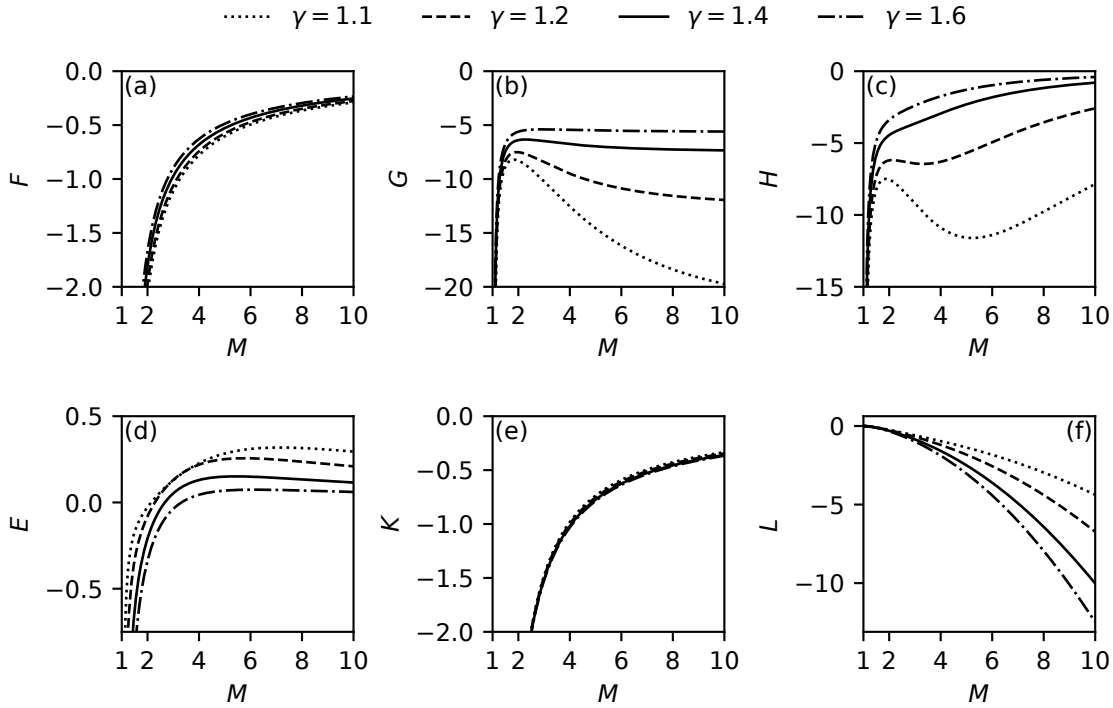 γ = 1.1 γ = 1.2 γ = 1.4 γ = 1.6
(a) (b) (c)
0.0 0 0
−0.5 −5 −5
−1.0 −10 −10
−1.5 −15
−2.0 −20 −15
F G H
1 2 4 6 8 10 1 2 4 6 8 10 1 2 4 6 8 10
M M M
(d) (e) (f)
0.5 0.0 0
0.0 −0.5 −5
−0.5 −1.0 −10
−1.5
−2.0
E K L
1 2 4 6 8 10 1 2 4 6 8 10 1 2 4 6 8 10
M M M